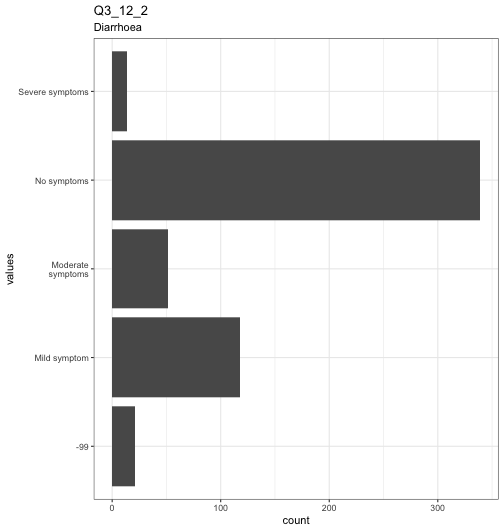 Q3_12_2
Diarrhoea
values
Severe symptoms
No symptoms
Moderate
symptoms
Mild symptom
-99
0
100
200
300
count